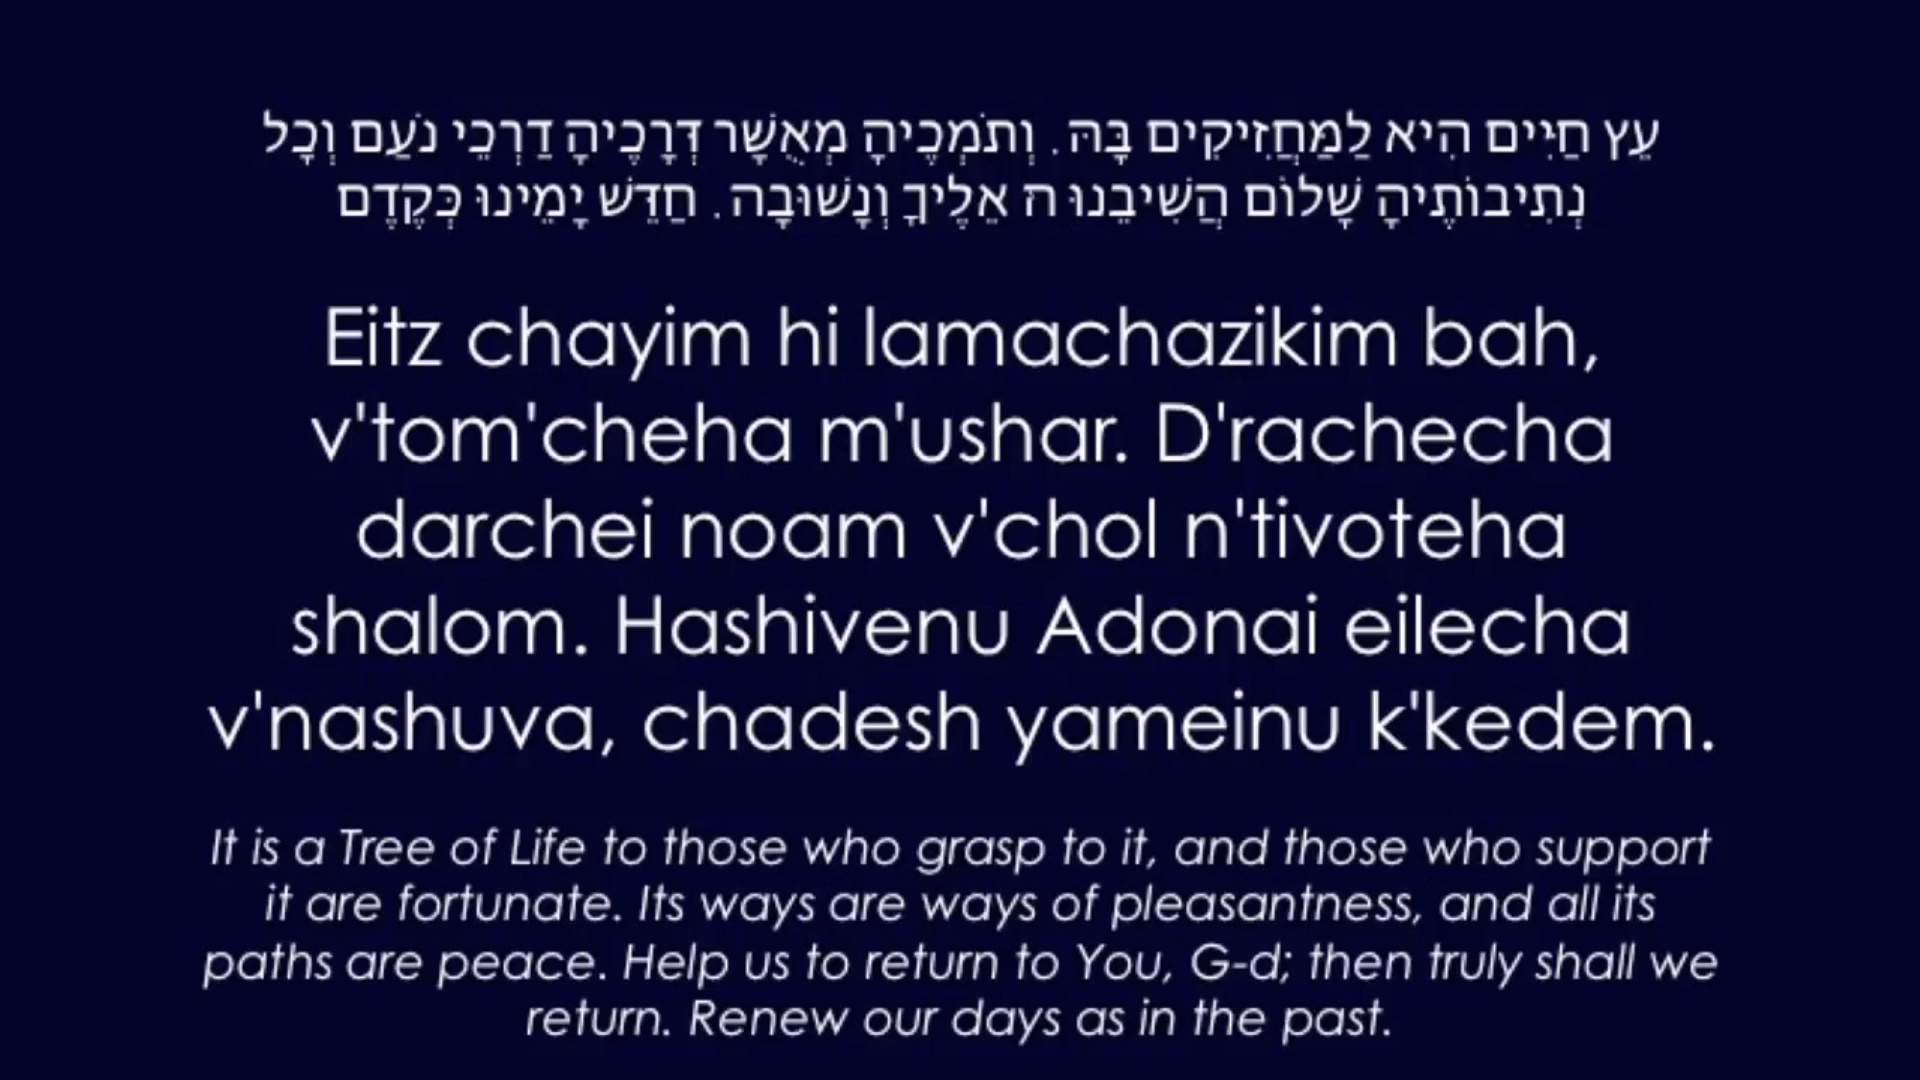 עֵץ חַיִּים הִיא לַמַּחֲזִיקִים בָּהּ. וְתֹמְכֶיהָ מְאֻשָּׁר דְּרָכֶיהָ דַרְכֵי נֹעַם וְכָל
נְתִיבוֹתֶיהָ שָׁלוֹם הֲשִׁיבֵנוּ הּ אֵלֶיךָ וְנָשׁוּבָה. חַדֵּשׁ יָמֵינוּ כְּקֶדֶם
Eitz chayim hi lamachazikim bah,
v'tom'cheha m'ushar. D'rachecha
darchei noam v'chol n'tivoteha
shalom. Hashivenu Adonai eilecha
v'nashuva, chadesh yameinu k'kedem.
It is a Tree of Life to those who grasp to it, and those who support
it are fortunate. Its ways are ways of pleasantness, and all its
paths are peace. Help us to return to You, G-d; then truly shall we
return. Renew our days as in the past.